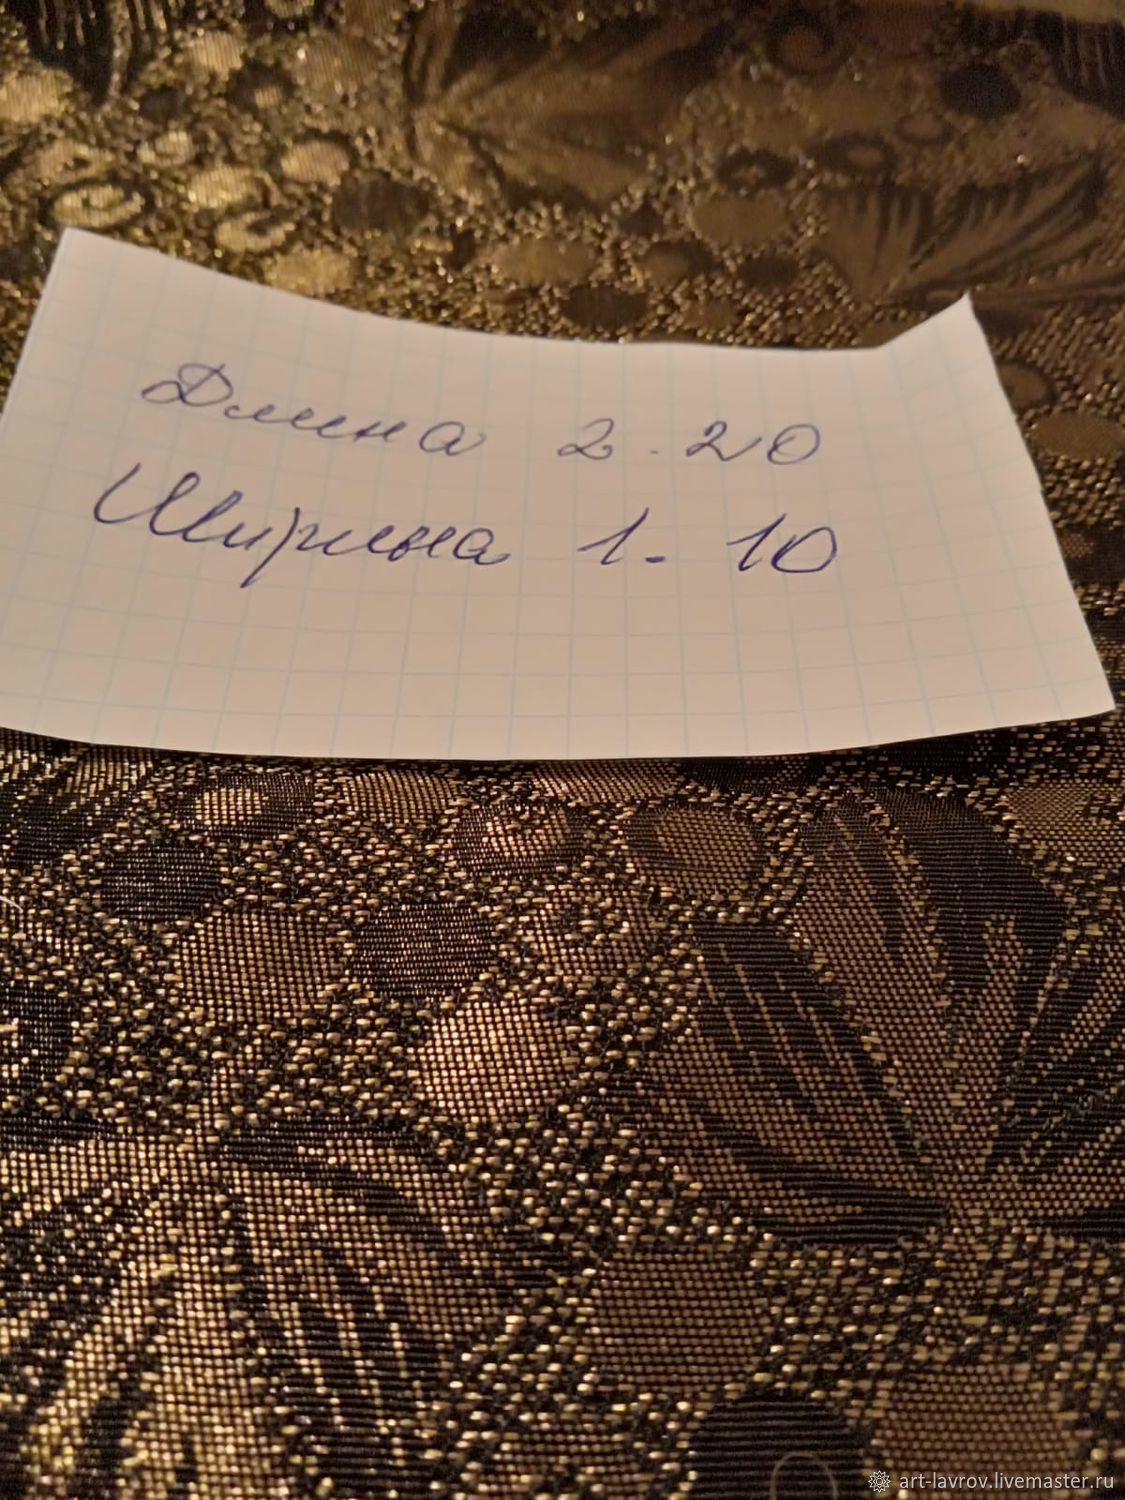 Длина 2.20
Ширина 1.10
art-lavrov.livemaster.ru